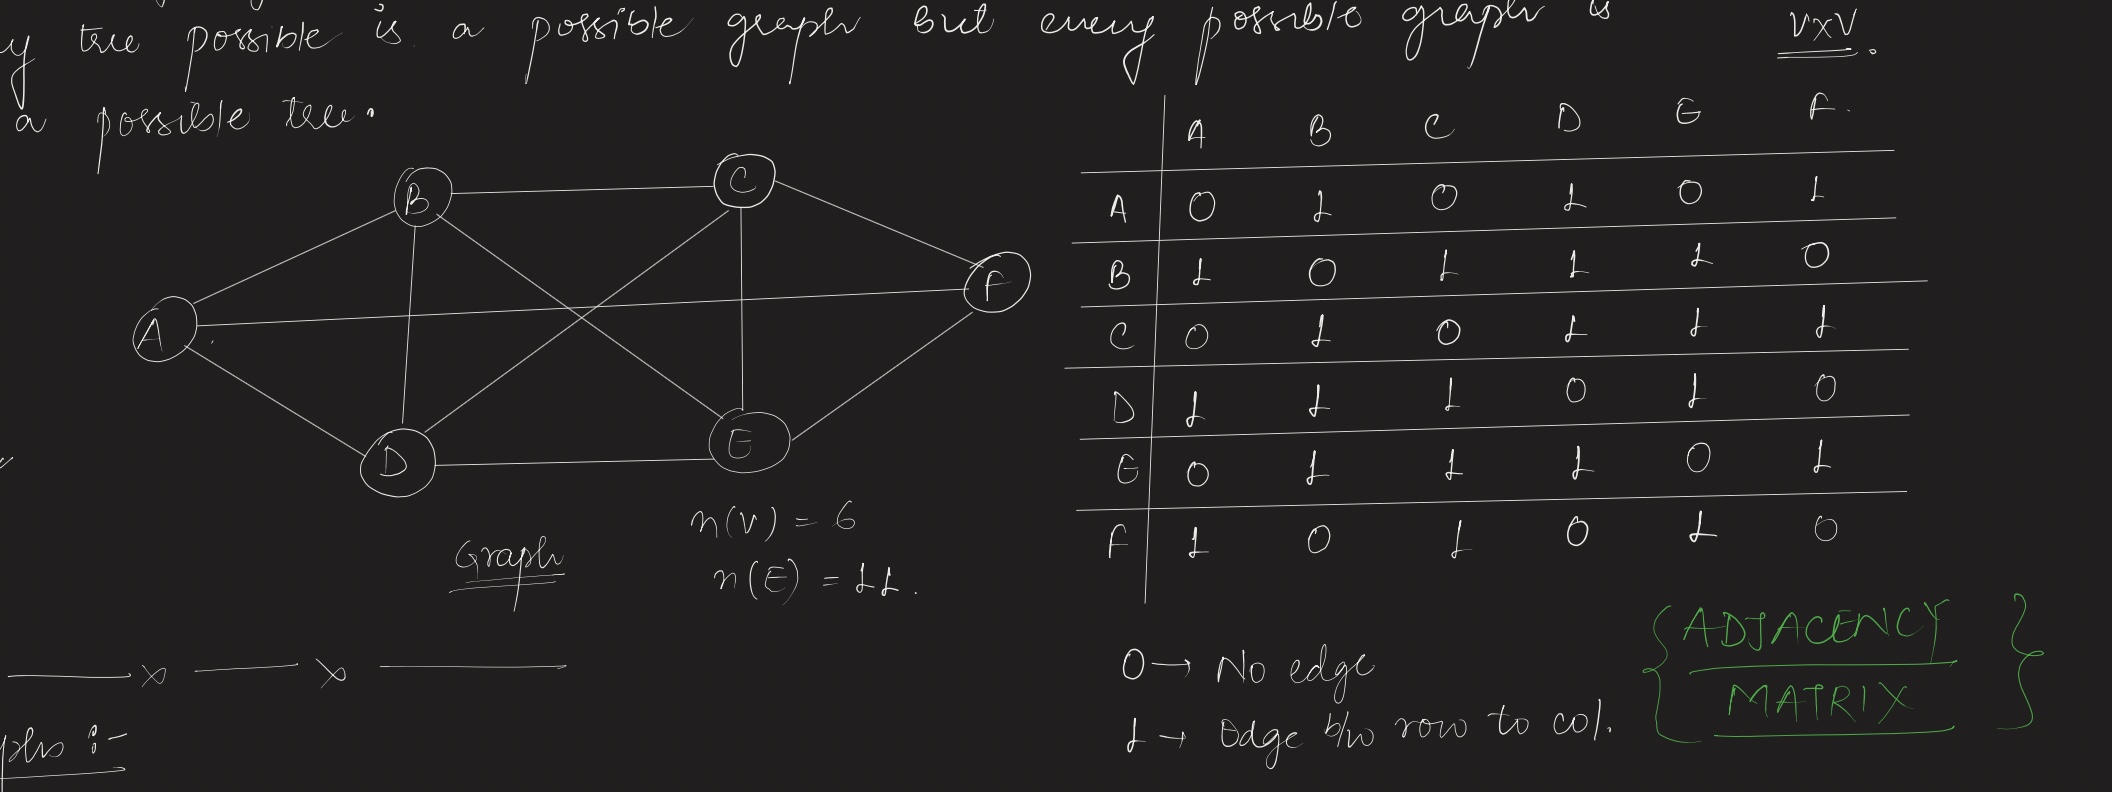 y tree possible is a possible graph but every possible graph is
a possible tree.
V×V.
A B C D E F.
A 0 1 0 1 0 1
B 1 0 1 1 1 0
C 0 1 0 1 1 1
D 1 1 1 0 1 0
E 0 1 1 1 0 1
F 1 0 1 0 1 0
B
C
F
A
D
E
n(V) = 6
n(E) = 11.
Graph
0 → No edge
1 → Edge b/w row to col.
{ADJACENCY
MATRIX}
x x
phs :-